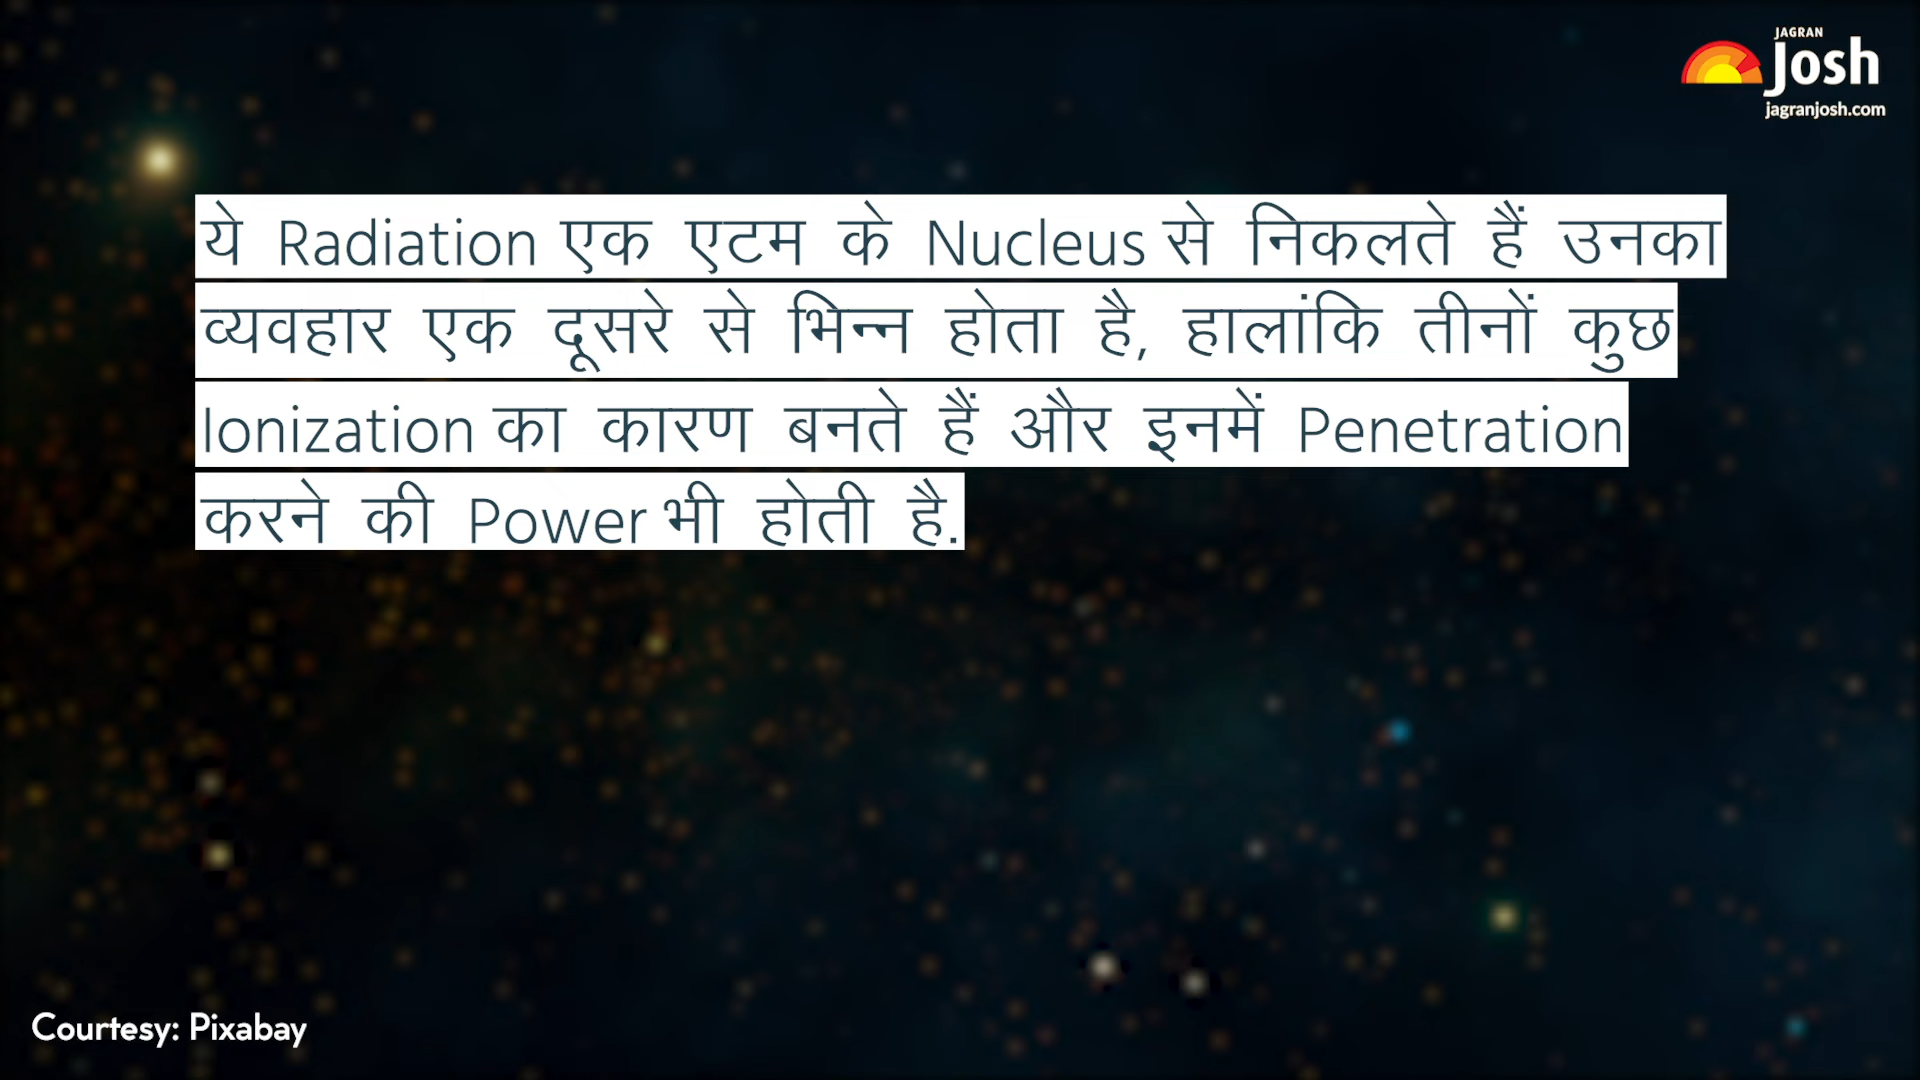 JAGRAN
Josh
jagranjosh.com
ये Radiation एक एटम के Nucleus से निकलते हैं उनका
व्यवहार एक दूसरे से भिन्न होता है, हालांकि तीनों कुछ
Ionization का कारण बनते हैं और इनमें Penetration
करने की Power भी होती है.
Courtesy: Pixabay